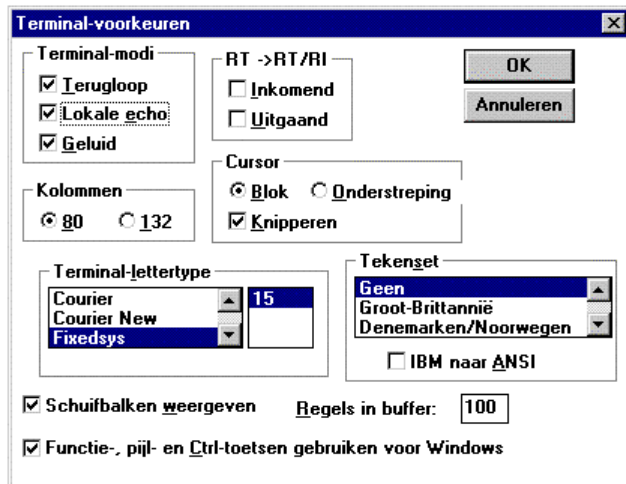 Terminal-voorkeuren
Terminal-modi
Terugloop
Lokale echo
Geluid
RT ->RT/RI
Inkomend
Uitgaand
OK
Annuleren
Kolommen
80 132
Cursor
Blok Onderstreping
Knipperen
Terminal-lettertype
Courier
Courier New
Fixedsys
15
Tekenset
Geen
Groot-Brittannië
Denemarken/Noorwegen
IBM naar ANSI
Schuifbalken weergeven
Regels in buffer: 100
Functie-, pijl- en Ctrl-toetsen gebruiken voor Windows